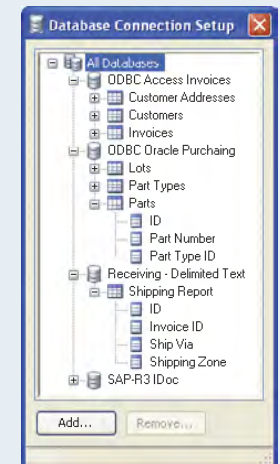 Database Connection Setup
All Databases
ODBC Access Invoices
Customer Addresses
Customers
Invoices
ODBC Oracle Purchaing
Lots
Part Types
Parts
ID
Part Number
Part Type ID
Receiving - Delimited Text
Shipping Report
ID
Invoice ID
Ship Via
Shipping Zone
SAP-R3 IDoc
Add... Remove...